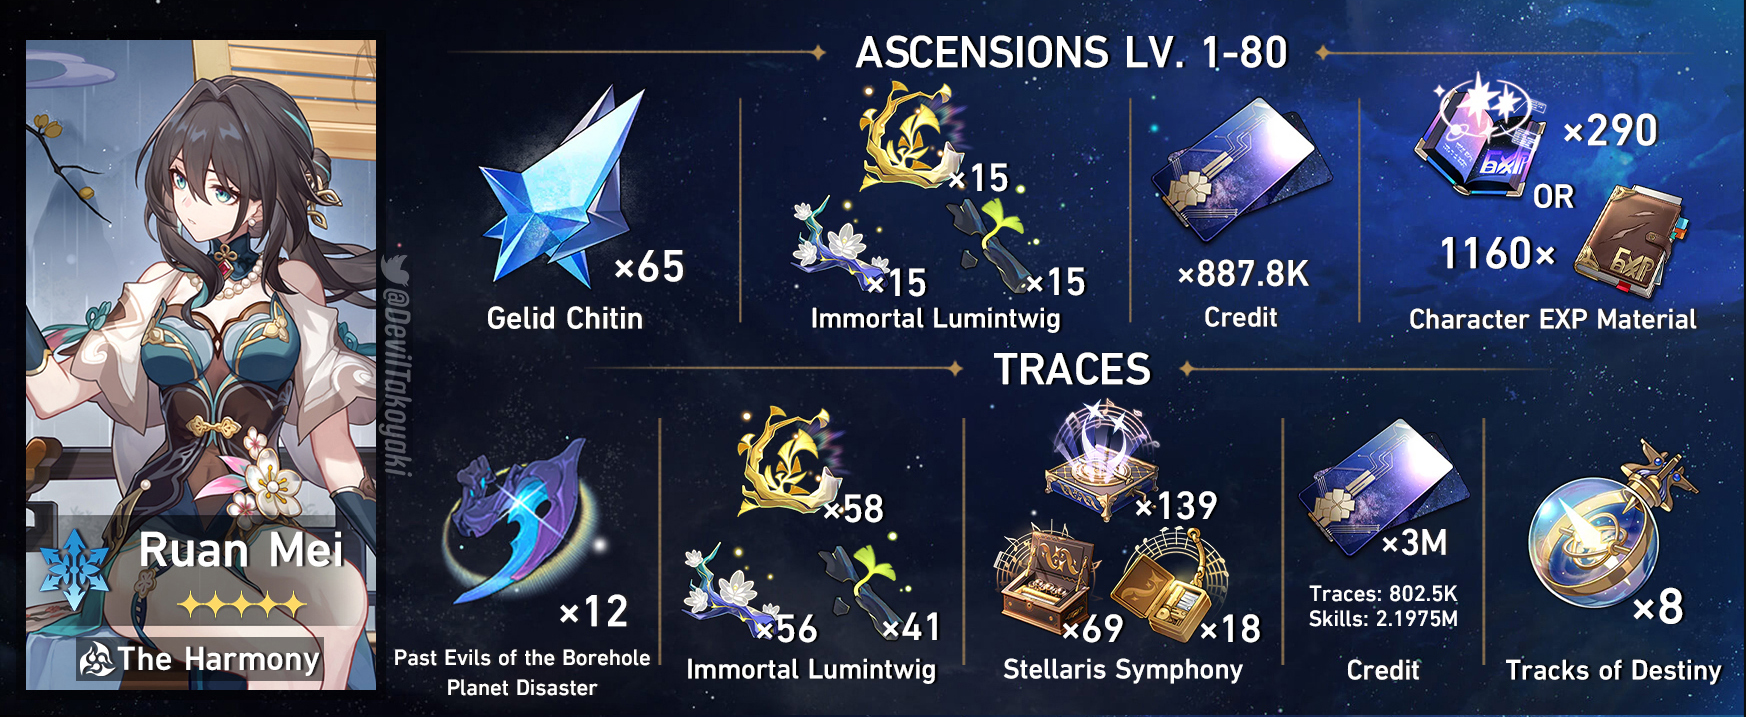 ASCENSIONS LV. 1-80
×65
Gelid Chitin
×15
×15
×15
Immortal Lumintwig
×887.8K
Credit
×290
OR
1160×
EXP
Character EXP Material
@DevilTakoyaki
TRACES
×12
Past Evils of the Borehole
Planet Disaster
×58
×56
×41
Immortal Lumintwig
×139
×69
×18
Stellaris Symphony
×3M
Traces: 802.5K
Skills: 2.1975M
Credit
×8
Tracks of Destiny
Ruan Mei
The Harmony